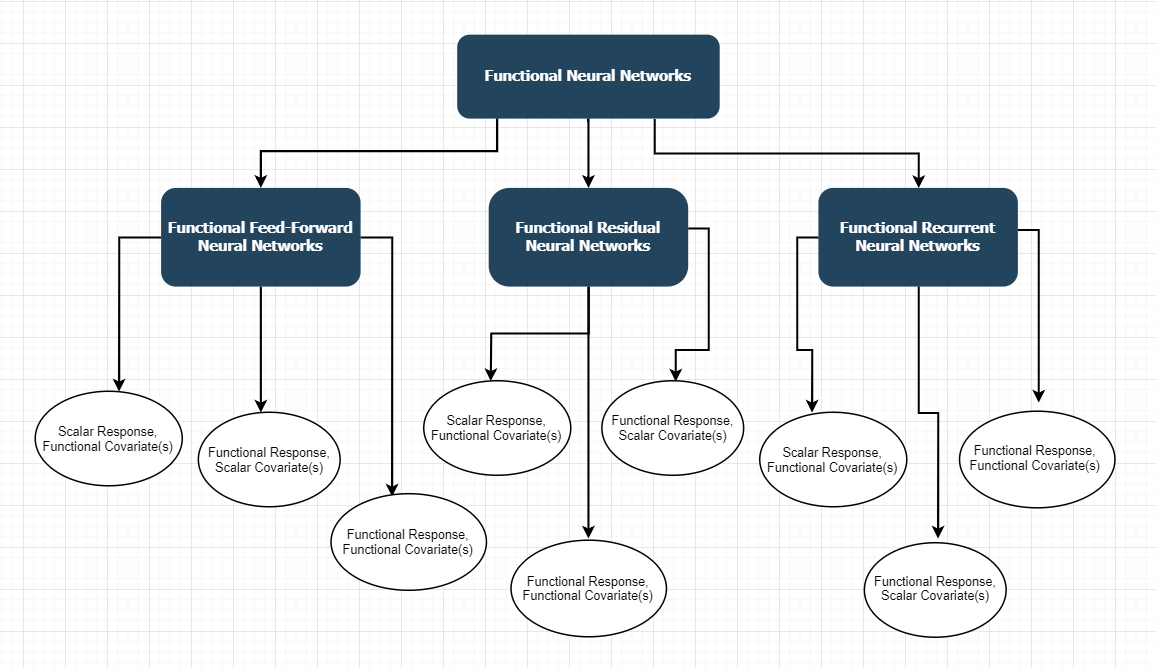 Functional Neural Networks
Functional Feed-Forward
Neural Networks
Functional Residual
Neural Networks
Functional Recurrent
Neural Networks
Scalar Response,
Functional Covariate(s)
Functional Response,
Scalar Covariate(s)
Functional Response,
Functional Covariate(s)
Scalar Response,
Functional Covariate(s)
Functional Response,
Scalar Covariate(s)
Functional Response,
Functional Covariate(s)
Scalar Response,
Functional Covariate(s)
Functional Response,
Scalar Covariate(s)
Functional Response,
Functional Covariate(s)